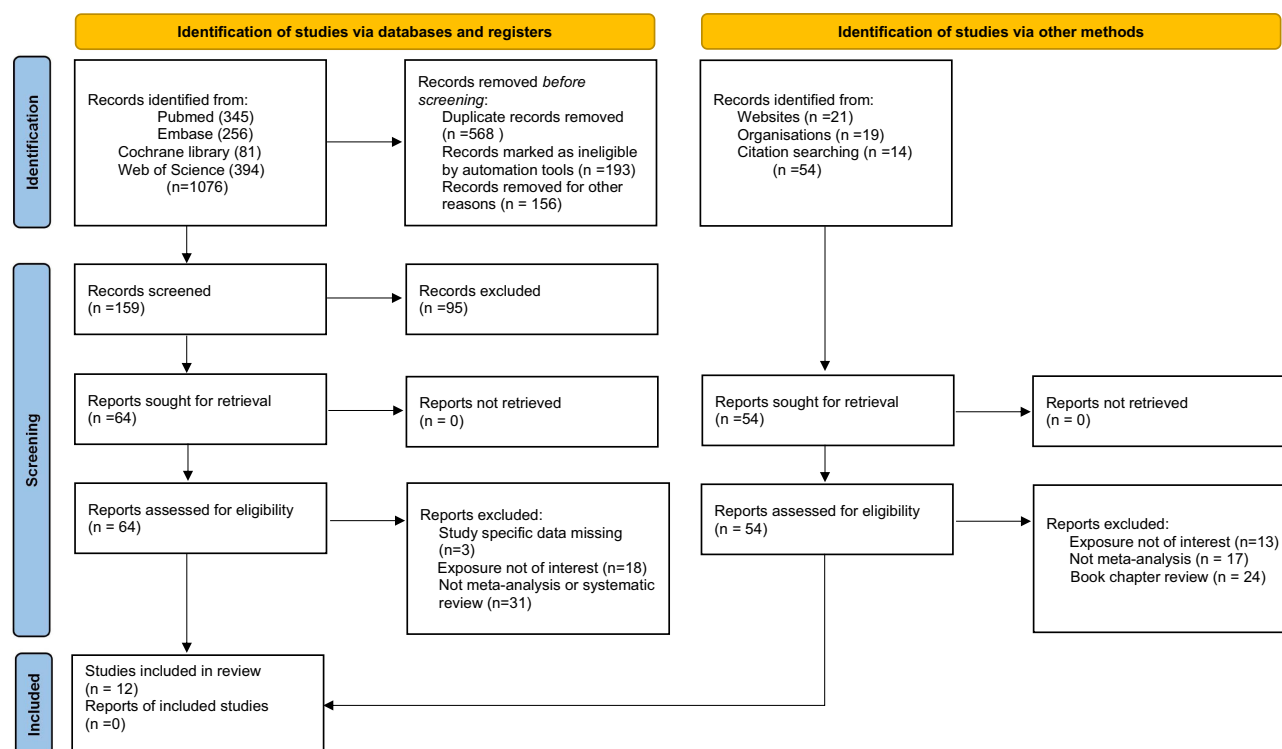 Identification of studies via databases and registers
Identification of studies via other methods
Identification
Records identified from:
Pubmed (345)
Embase (256)
Cochrane library (81)
Web of Science (394)
(n=1076)
Records removed before
screening:
Duplicate records removed
(n =568 )
Records marked as ineligible
by automation tools (n =193)
Records removed for other
reasons (n = 156)
Records identified from:
Websites (n =21)
Organisations (n =19)
Citation searching (n =14)
(n =54)
Screening
Records screened
(n =159)
Records excluded
(n =95)
Reports sought for retrieval
(n =64)
Reports not retrieved
(n = 0)
Reports sought for retrieval
(n =54)
Reports not retrieved
(n = 0)
Reports assessed for eligibility
(n = 64)
Reports excluded:
Study specific data missing
(n=3)
Exposure not of interest (n=18)
Not meta-analysis or systematic
review (n=31)
Reports assessed for eligibility
(n = 54)
Reports excluded:
Exposure not of interest (n=13)
Not meta-analysis (n = 17)
Book chapter review (n = 24)
Included
Studies included in review
(n = 12)
Reports of included studies
(n =0)